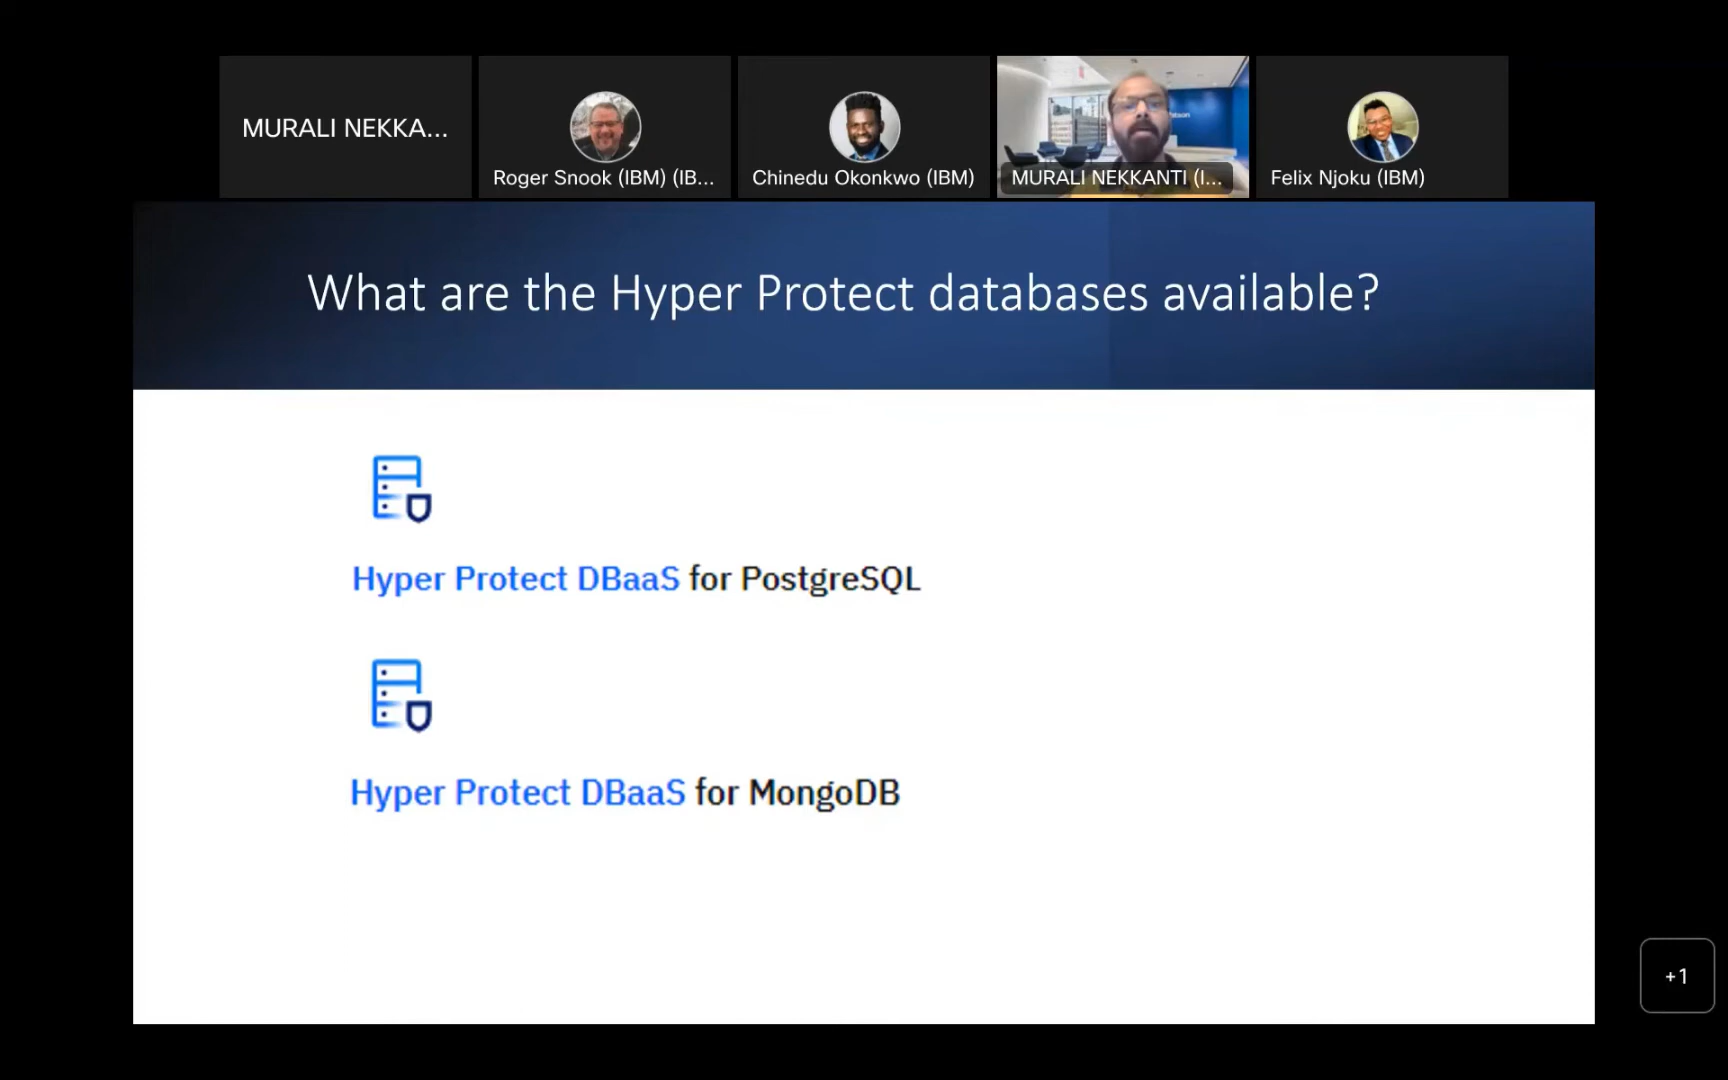 MURALI NEKKA...
Roger Snook (IBM) (IB...
Chinedu Okonkwo (IBM)
MURALI NEKKANTI (I...
Felix Njoku (IBM)
What are the Hyper Protect databases available?
Hyper Protect DBaaS for PostgreSQL
Hyper Protect DBaaS for MongoDB
+1